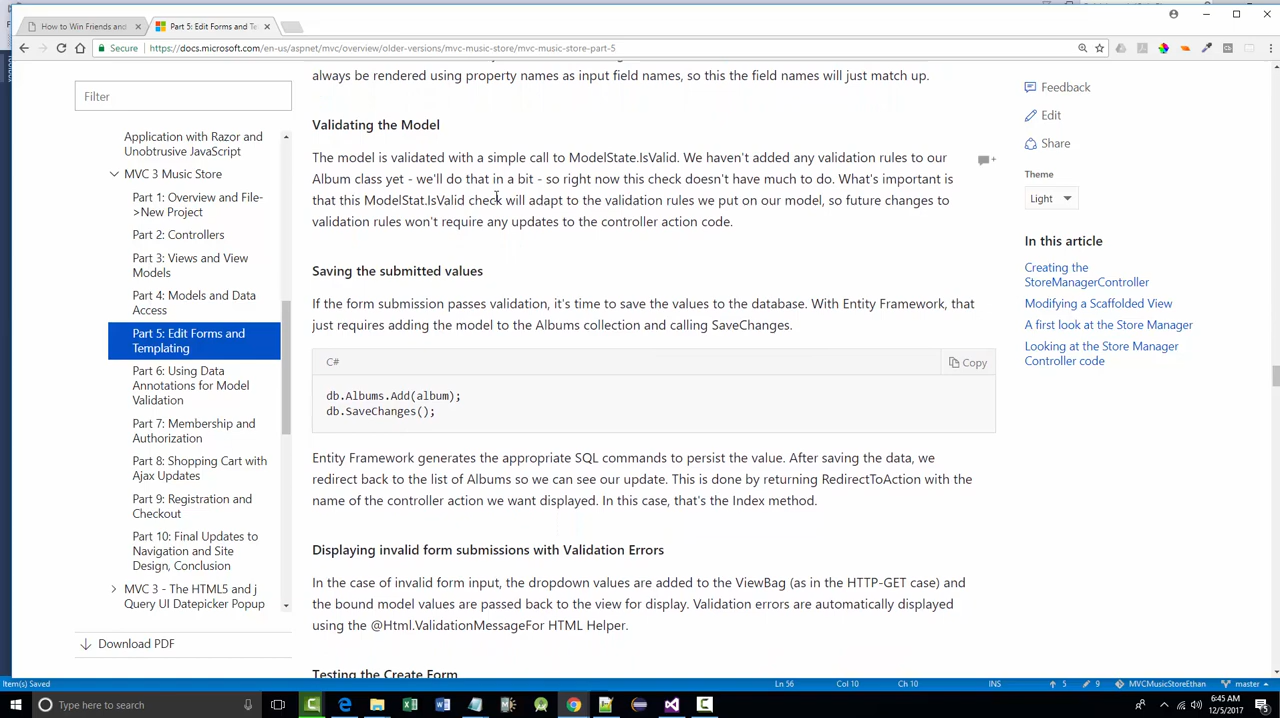 How to Win Friends and
Part 5: Edit Forms and Te
Secure
https://docs.microsoft.com/en-us/aspnet/mvc/overview/older-versions/mvc-music-store/mvc-music-store-part-5
Filter
Application with Razor and
Unobtrusive JavaScript
MVC 3 Music Store
Part 1: Overview and File-
>New Project
Part 2: Controllers
Part 3: Views and View
Models
Part 4: Models and Data
Access
Part 5: Edit Forms and
Templating
Part 6: Using Data
Annotations for Model
Validation
Part 7: Membership and
Authorization
Part 8: Shopping Cart with
Ajax Updates
Part 9: Registration and
Checkout
Part 10: Final Updates to
Navigation and Site
Design, Conclusion
MVC 3 - The HTML5 and j
Query UI Datepicker Popup
Download PDF
always be rendered using property names as input field names, so this the field names will just match up.
Validating the Model
The model is validated with a simple call to ModelState.IsValid. We haven't added any validation rules to our
Album class yet - we'll do that in a bit - so right now this check doesn't have much to do. What's important is
that this ModelStat.IsValid check will adapt to the validation rules we put on our model, so future changes to
validation rules won't require any updates to the controller action code.
Saving the submitted values
If the form submission passes validation, it's time to save the values to the database. With Entity Framework, that
just requires adding the model to the Albums collection and calling SaveChanges.
C#
Copy
db.Albums.Add(album);
db.SaveChanges();
Entity Framework generates the appropriate SQL commands to persist the value. After saving the data, we
redirect back to the list of Albums so we can see our update. This is done by returning RedirectToAction with the
name of the controller action we want displayed. In this case, that's the Index method.
Displaying invalid form submissions with Validation Errors
In the case of invalid form input, the dropdown values are added to the ViewBag (as in the HTTP-GET case) and
the bound model values are passed back to the view for display. Validation errors are automatically displayed
using the @Html.ValidationMessageFor HTML Helper.
Testing the Create Form
Feedback
Edit
Share
Theme
Light
In this article
Creating the
StoreManagerController
Modifying a Scaffolded View
A first look at the Store Manager
Looking at the Store Manager
Controller code
Item(s) Saved
Ln 56
Col 10
Ch 10
INS
5
9
MVCMusicStoreEthan
master
Type here to search
6:45 AM
12/5/2017